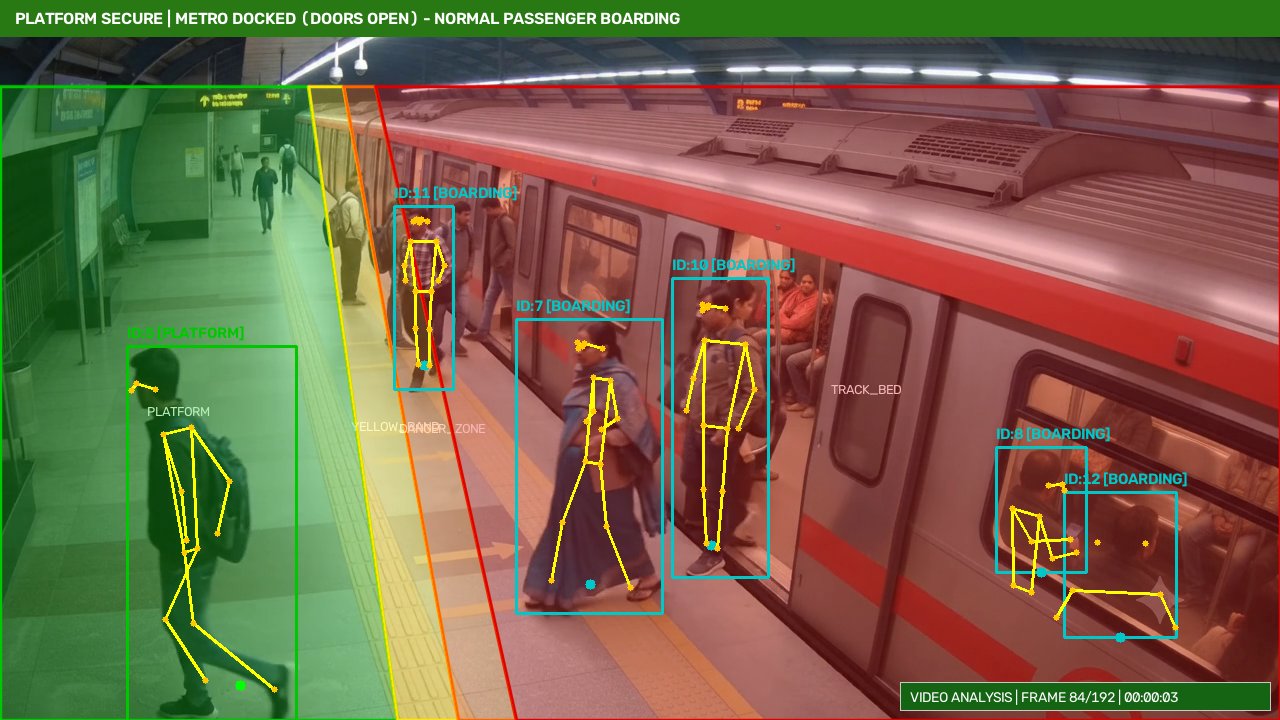 PLATFORM SECURE | METRO DOCKED (DOORS OPEN) - NORMAL PASSENGER BOARDING
ID:11 [BOARDING]
ID:10 [BOARDING]
ID:7 [BOARDING]
[PLATFORM]
TRACK_BED
PLATFORM
YELLOW_BAND
DANGER_ZONE
ID:8 [BOARDING]
ID:12 [BOARDING]
VIDEO ANALYSIS | FRAME 84/192 | 00:00:03